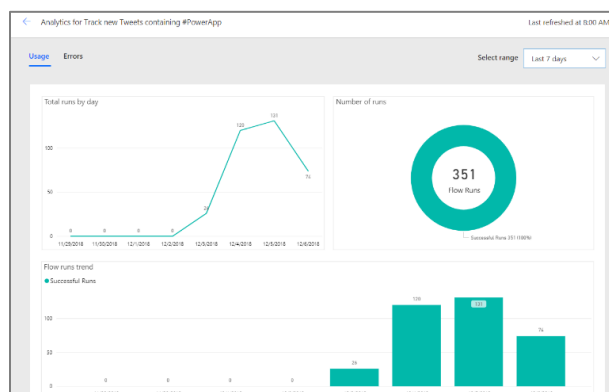 Analytics for Track new Tweets containing #PowerApp
Last refreshed at 8:00 AM
Usage
Errors
Select range
Last 7 days
Total runs by day
120
131
100
74
50
26
0
0
0
0
0
11/29/2018
11/30/2018
12/1/2018
12/2/2018
12/3/2018
12/4/2018
12/5/2018
12/6/2018
Number of runs
351
Flow Runs
Successful Runs 351 (100%)
Flow runs trend
Successful Runs
120
131
100
74
50
26
0
0
0
0
0